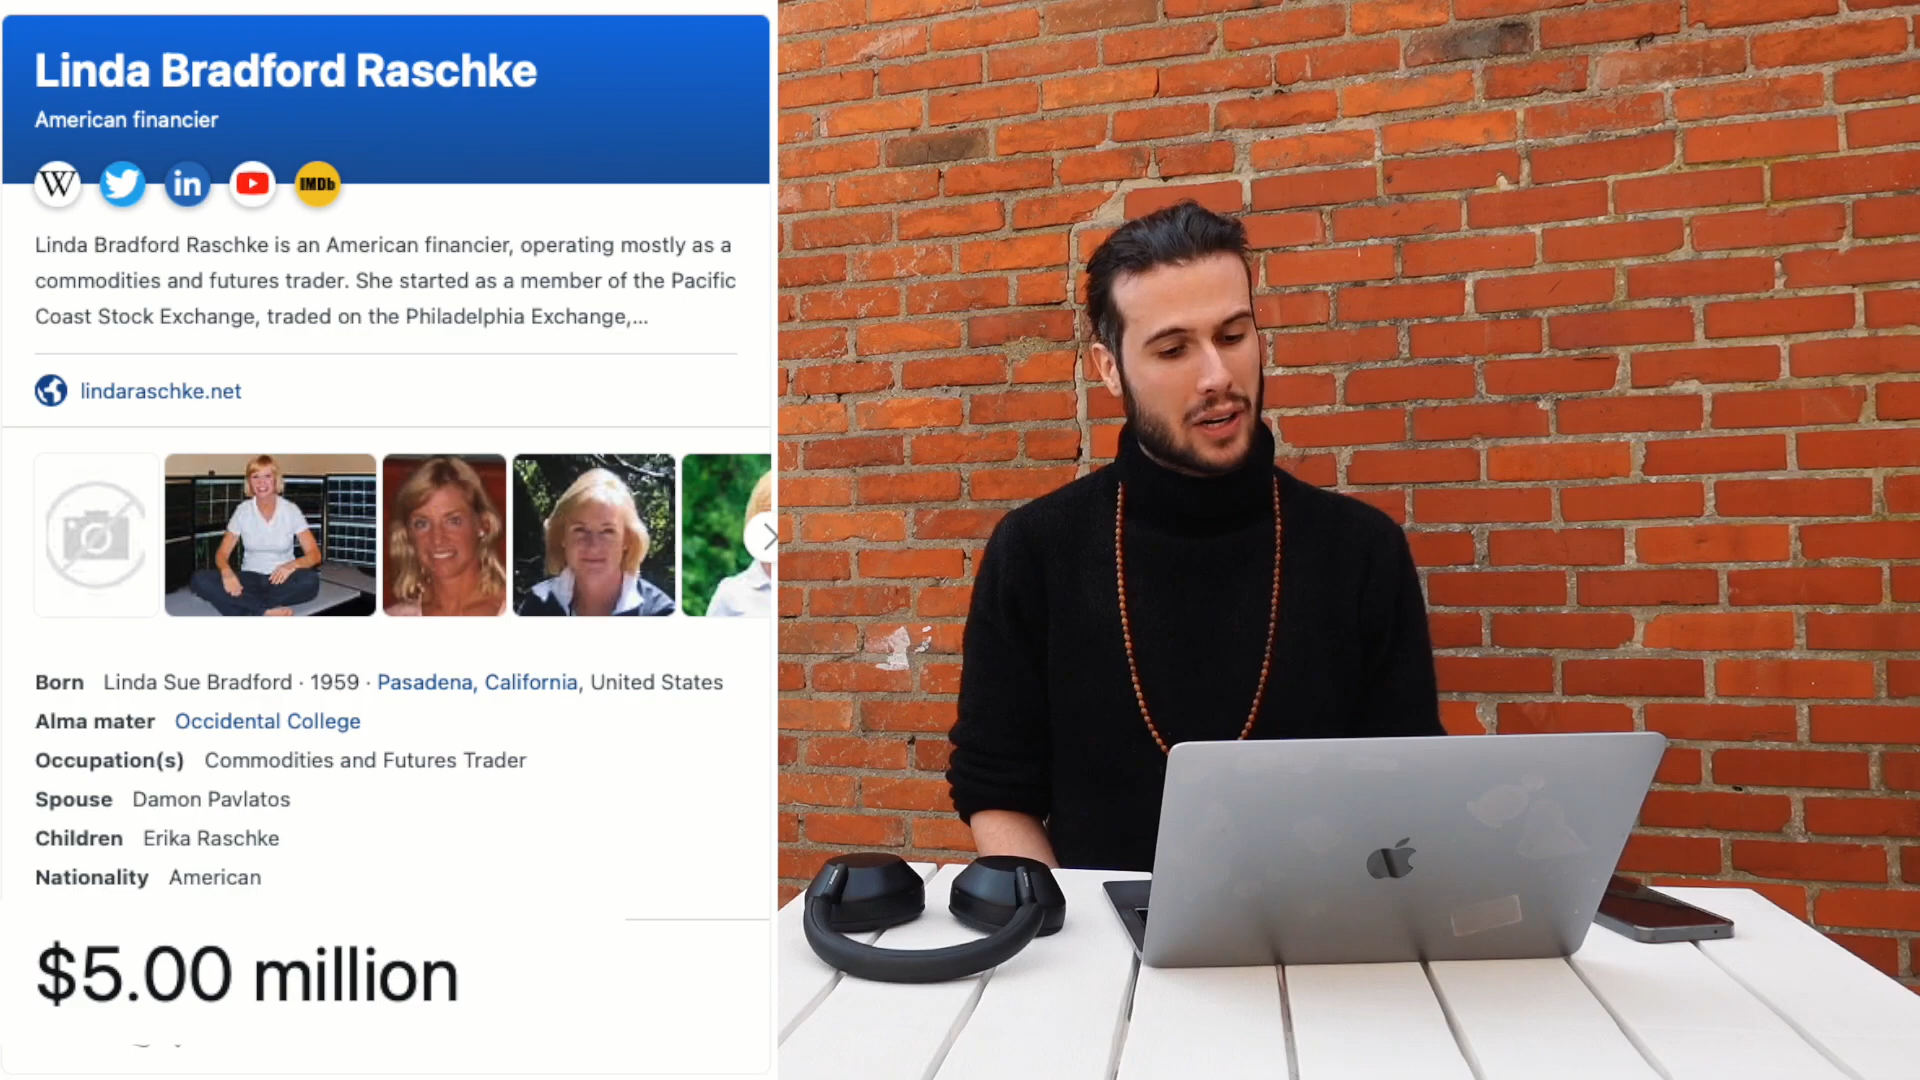 Linda Bradford Raschke
American financier
W in IMDb
Linda Bradford Raschke is an American financier, operating mostly as a
commodities and futures trader. She started as a member of the Pacific
Coast Stock Exchange, traded on the Philadelphia Exchange,...
lindaraschke.net
Born Linda Sue Bradford · 1959 · Pasadena, California, United States
Alma mater Occidental College
Occupation(s) Commodities and Futures Trader
Spouse Damon Pavlatos
Children Erika Raschke
Nationality American
$5.00 million